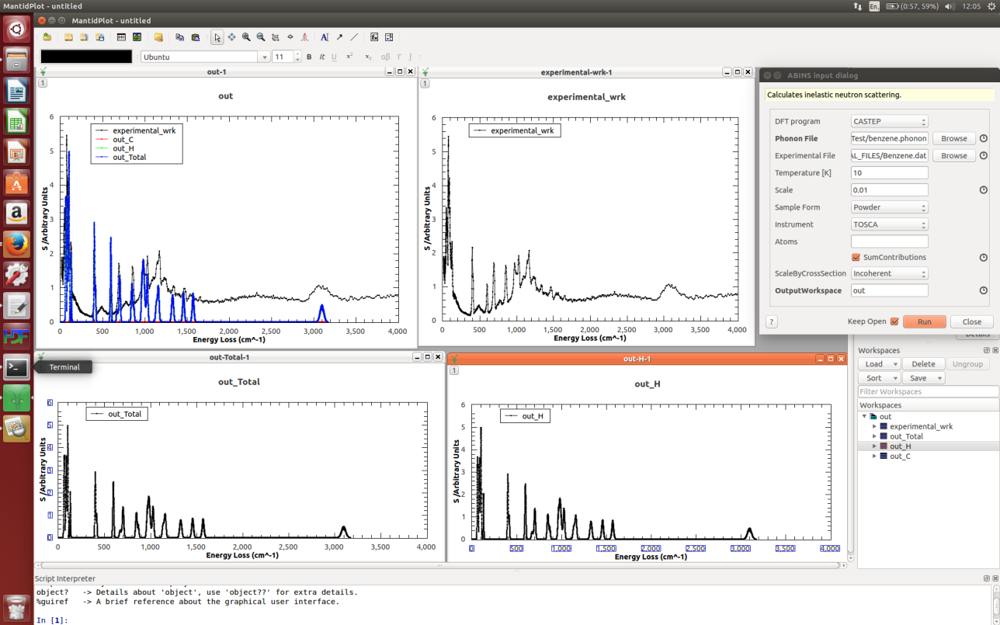 MantidPlot - untitled
En
(0:57, 59%)
12:05
MantidPlot - untitled
Ubuntu
11
B It U x² x₂ αβ Γ ∫
out-1
1
out
experimental_wrk
out_C
out_H
out_Total
6
5
4
3
2
1
0
S /Arbitrary Units
0 500 1,000 1,500 2,000 2,500 3,000 3,500 4,000
Energy Loss (cm^-1)
experimental-wrk-1
1
experimental_wrk
experimental_wrk
6
5
4
3
2
1
0
S /Arbitrary Units
0 500 1,000 1,500 2,000 2,500 3,000 3,500 4,000
Energy Loss (cm^-1)
ABINS input dialog
Calculates inelastic neutron scattering.
DFT program CASTEP
Phonon File Test/benzene.phonon Browse
Experimental File AL_FILES/Benzene.dat Browse
Temperature [K] 10
Scale 0.01
Sample Form Powder
Instrument TOSCA
Atoms
SumContributions
ScaleByCrossSection Incoherent
OutputWorkspace out
? Keep Open Run Close
Details
Terminal
HDF
out-Total-1
out_Total
out_Total
6
5
4
3
2
1
0
S /Arbitrary Units
0 500 1,000 1,500 2,000 2,500 3,000 3,500 4,000
Energy Loss (cm^-1)
out-H-1
1
out_H
out_H
6
5
4
3
2
1
0
S /Arbitrary Units
0 500 1,000 1,500 2,000 2,500 3,000 3,500 4,000
Energy Loss (cm^-1)
Workspaces
Load Delete Ungroup
Sort Save
Filter Workspaces
Workspaces
out
experimental_wrk
out_Total
out_H
out_C
Script Interpreter
object? -> Details about 'object', use 'object??' for extra details.
%guiref -> A brief reference about the graphical user interface.
In [1]: